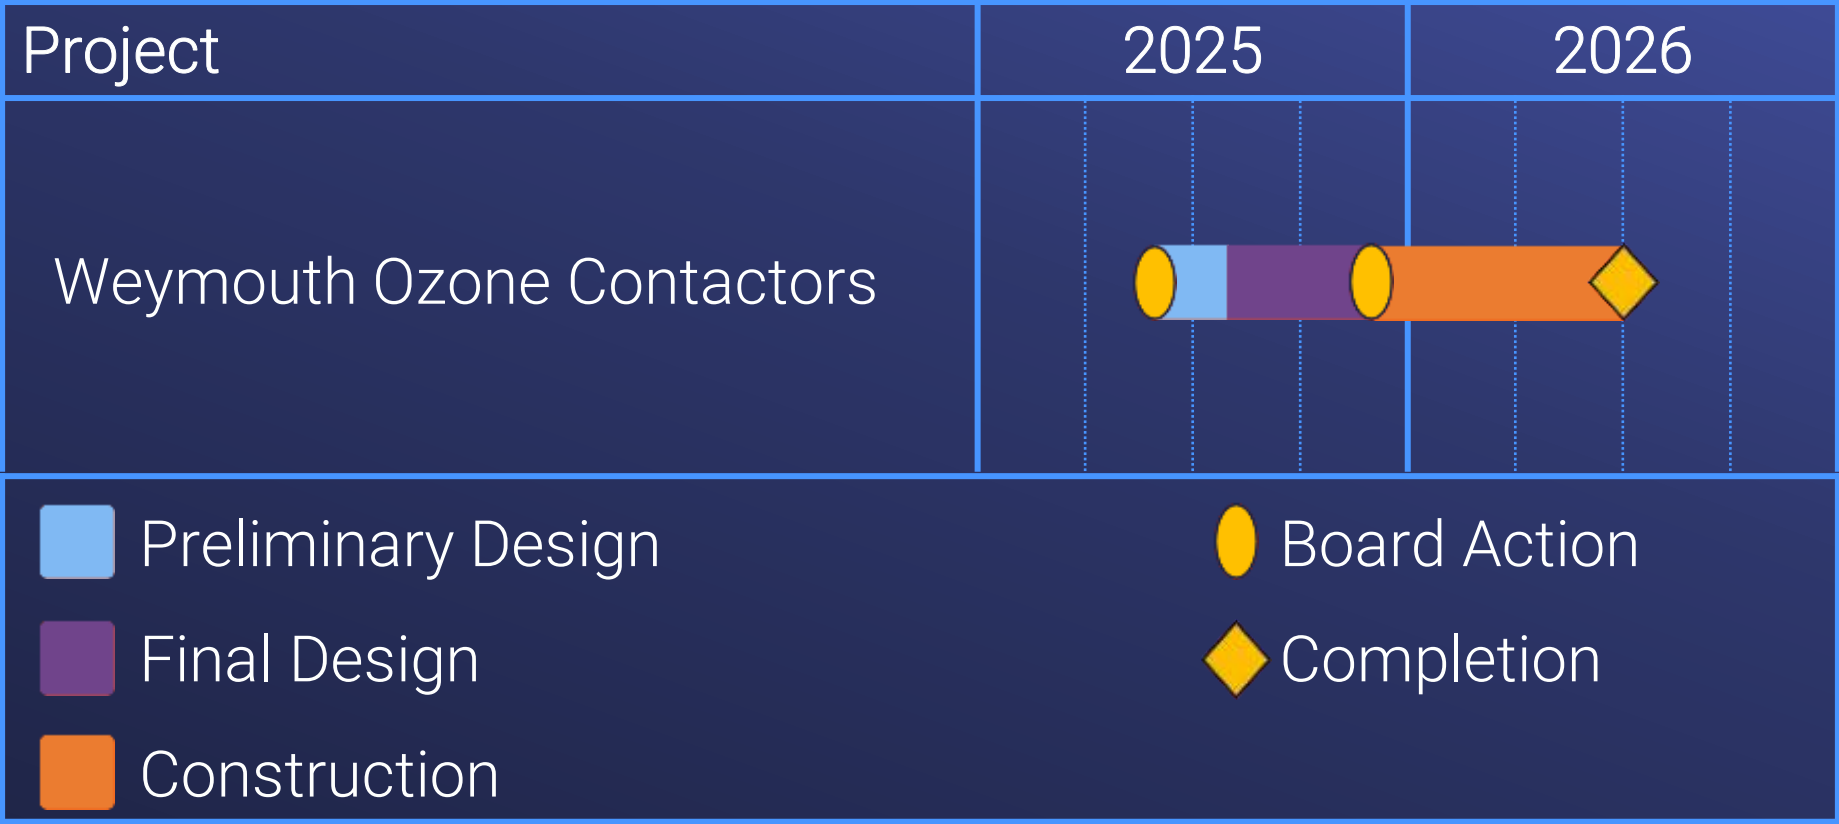 Project
2025
2026
Weymouth Ozone Contactors
Preliminary Design
Board Action
Final Design
Completion
Construction